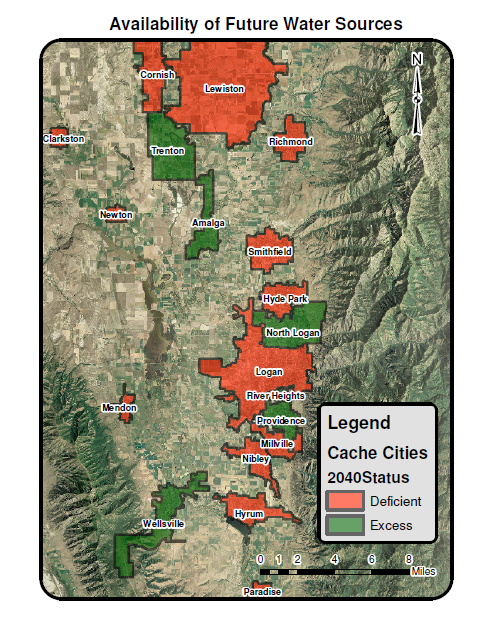 Availability of Future Water Sources
N
Cornish
Lewiston
Clarkston
Richmond
Trenton
Newton
Amalga
Smithfield
Hyde Park
North Logan
Logan
River Heights
Mendon
Providence
Millville
Nibley
Hyrum
Wellsville
Paradise
Legend
Cache Cities
2040Status
Deficient
Excess
0 1 2 4 6 8
Miles